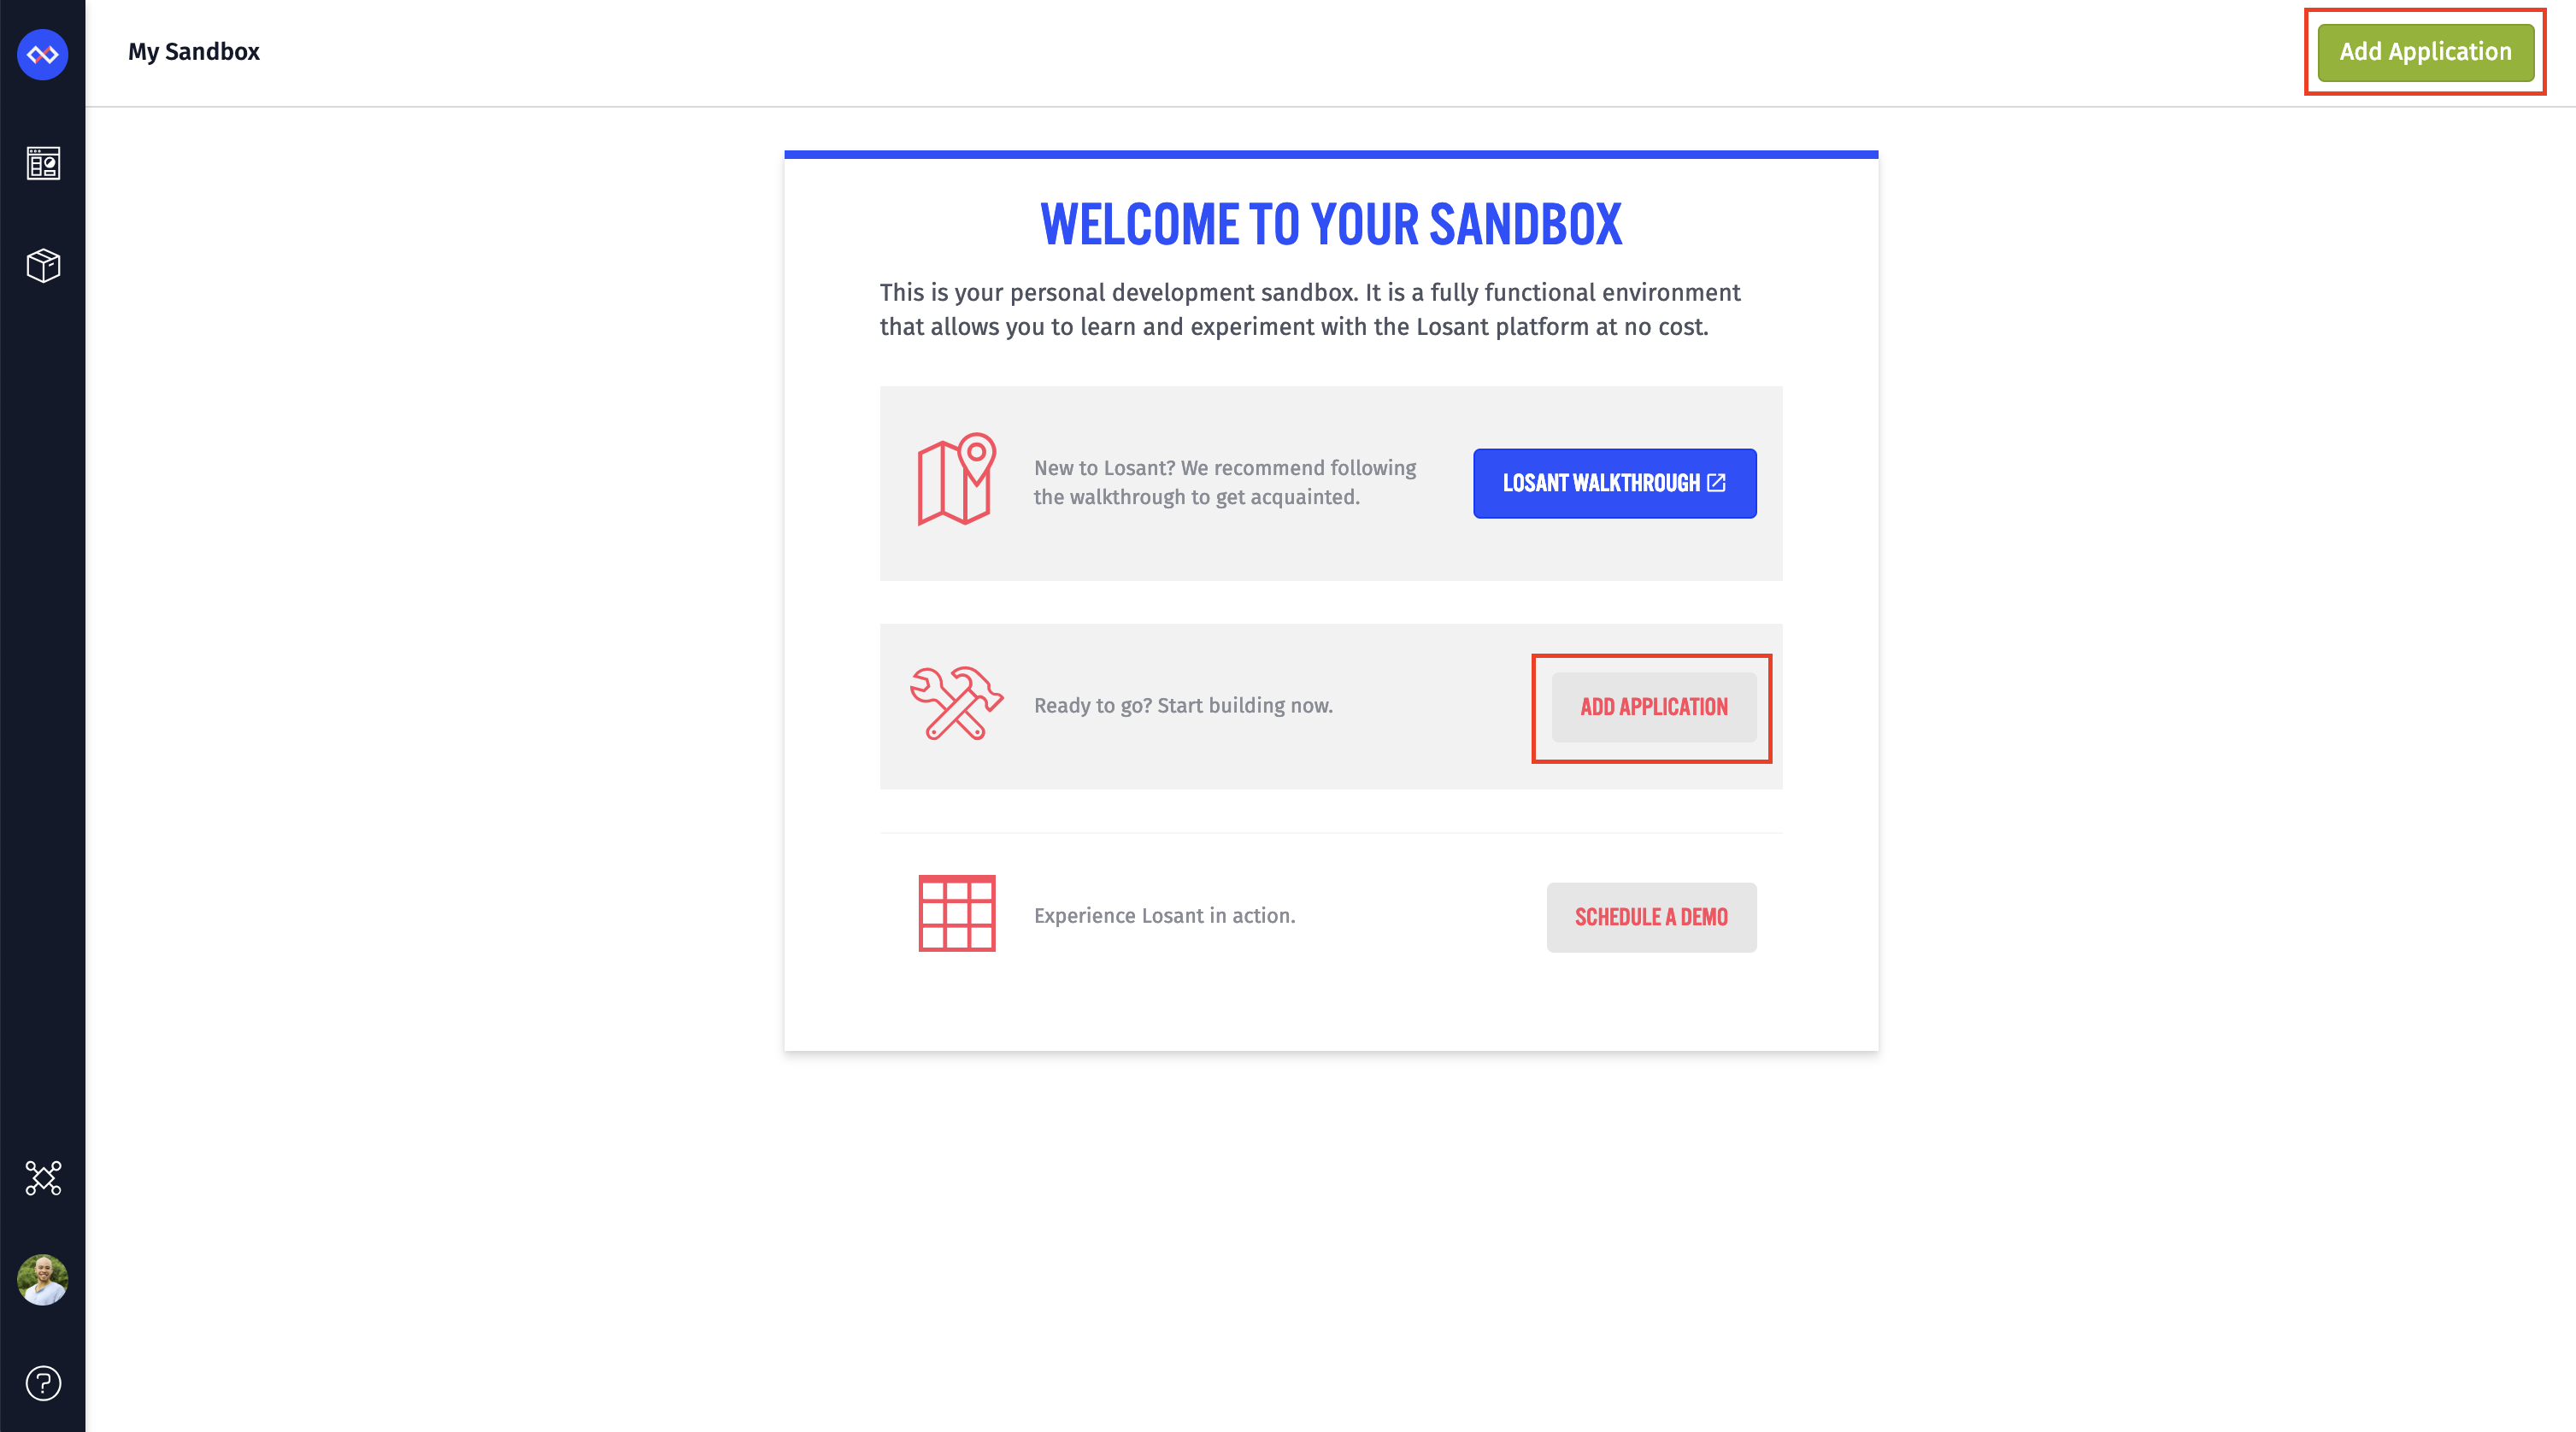 My Sandbox
Add Application
WELCOME TO YOUR SANDBOX
This is your personal development sandbox. It is a fully functional environment
that allows you to learn and experiment with the Losant platform at no cost.
New to Losant? We recommend following
the walkthrough to get acquainted.
LOSANT WALKTHROUGH
Ready to go? Start building now.
ADD APPLICATION
Experience Losant in action.
SCHEDULE A DEMO
?